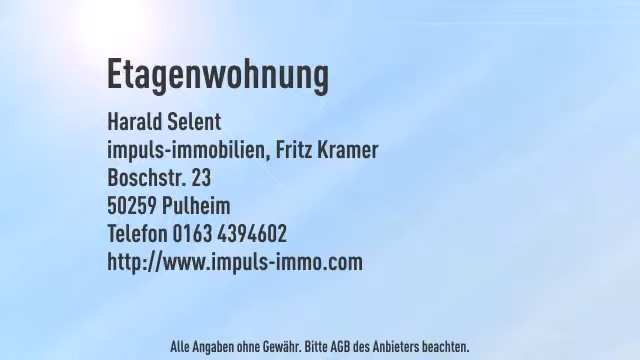 Etagenwohnung
Harald Selent
impuls-immobilien, Fritz Kramer
Boschstr. 23
50259 Pulheim
Telefon 0163 4394602
http://www.impuls-immo.com
Alle Angaben ohne Gewähr. Bitte AGB des Anbieters beachten.